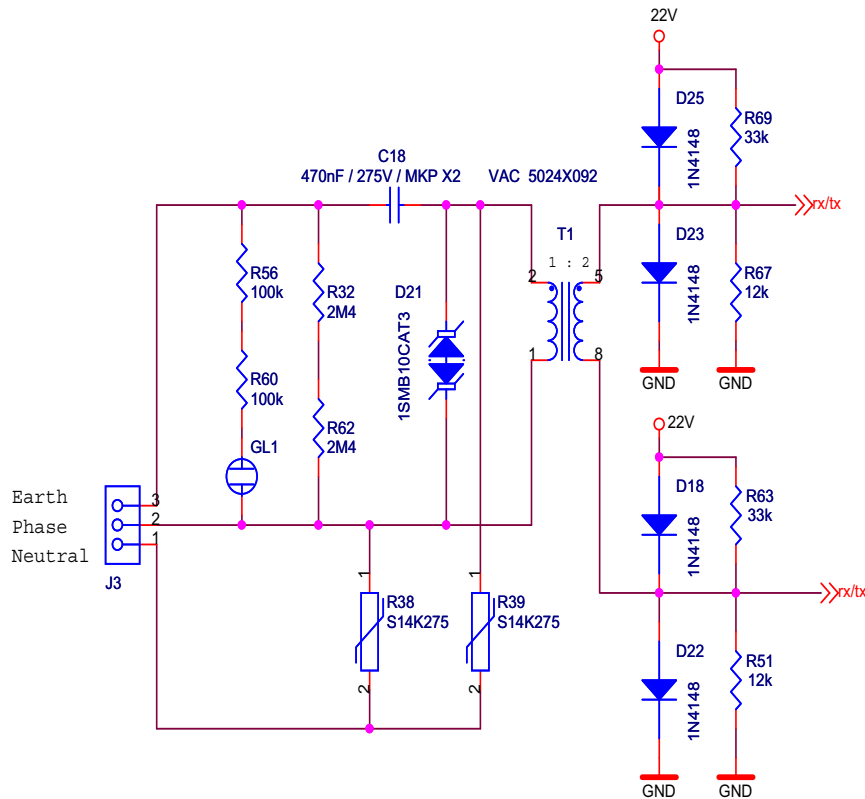 22V
D25
1N4148
R69
33k
C18
470nF / 275V / MKP X2
VAC 5024X092
rx/tx
T1
1 : 2
D23
1N4148
R67
12k
R56
100k
R32
2M4
D21
1SMB10CAT3
2
5
1
8
GND
GND
R60
100k
R62
2M4
GL1
22V
D18
1N4148
R63
33k
Earth
Phase
Neutral
3
2
1
J3
1
R38
S14K275
2
1
R39
S14K275
2
rx/tx
D22
1N4148
R51
12k
GND
GND